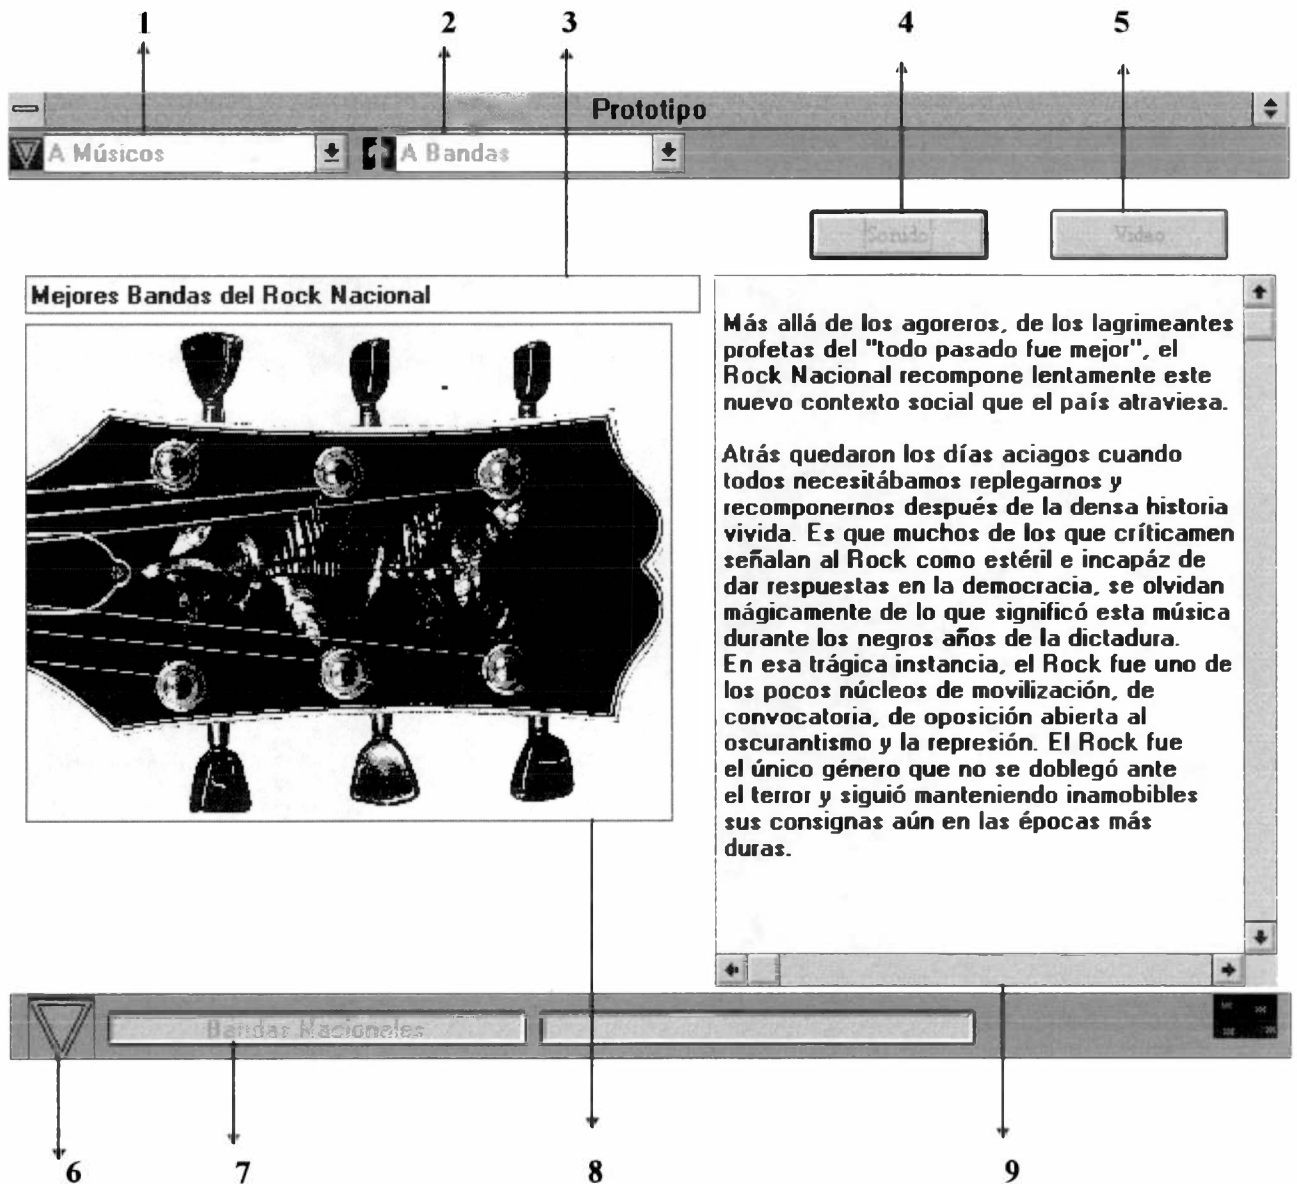 1 2 3 4 5
Prototipo
A Músicos A Bandas
Sonido Video
Mejores Bandas del Rock Nacional
Más allá de los agoreros, de los lagrimeantes
profetas del "todo pasado fue mejor", el
Rock Nacional recompone lentamente este
nuevo contexto social que el país atraviesa.
Atrás quedaron los días aciagos cuando
todos necesitábamos replegarnos y
recomponernos después de la densa historia
vivida. Es que muchos de los que críticamen
señalan al Rock como estéril e incapáz de
dar respuestas en la democracia, se olvidan
mágicamente de lo que significó esta música
durante los negros años de la dictadura.
En esa trágica instancia, el Rock fue uno de
los pocos núcleos de movilización, de
convocatoria, de oposición abierta al
oscurantismo y la represión. El Rock fue
el único género que no se doblegó ante
el terror y siguió manteniendo inamobibles
sus consignas aún en las épocas más
duras.
Bandas Nacionales
6 7 8 9